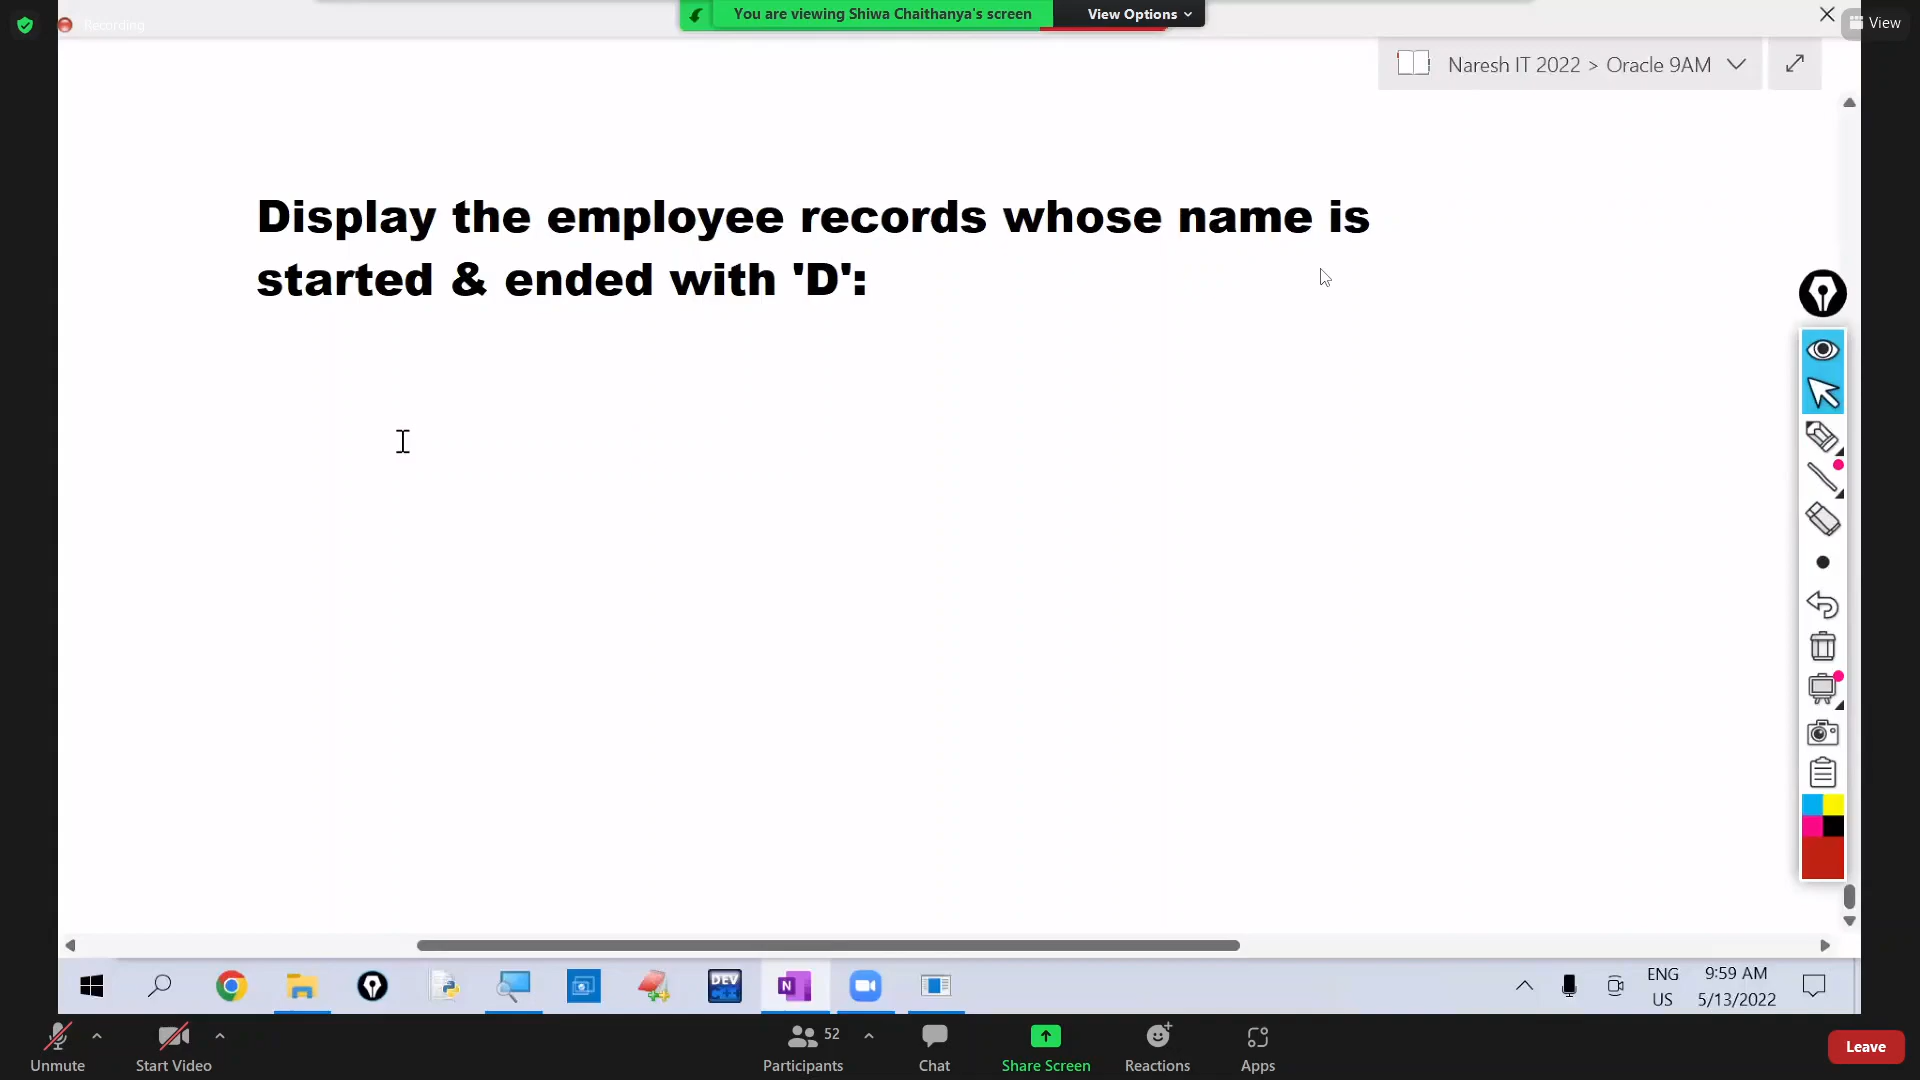 Recording
You are viewing Shiwa Chaithanya's screen
View Options
View
Naresh IT 2022 > Oracle 9AM
Display the employee records whose name is
started & ended with 'D':
DEV
N
ENG
US
9:59 AM
5/13/2022
Unmute
Start Video
52
Participants
Chat
Share Screen
Reactions
Apps
Leave